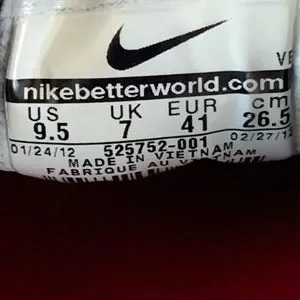 VE
nikebetterworld.com
US UK EUR cm
9.5 7 41 26.5
01/24/12 525752-001 02/27/12
MADE IN VIETNAM
FABRIQUE AU VIETNAM